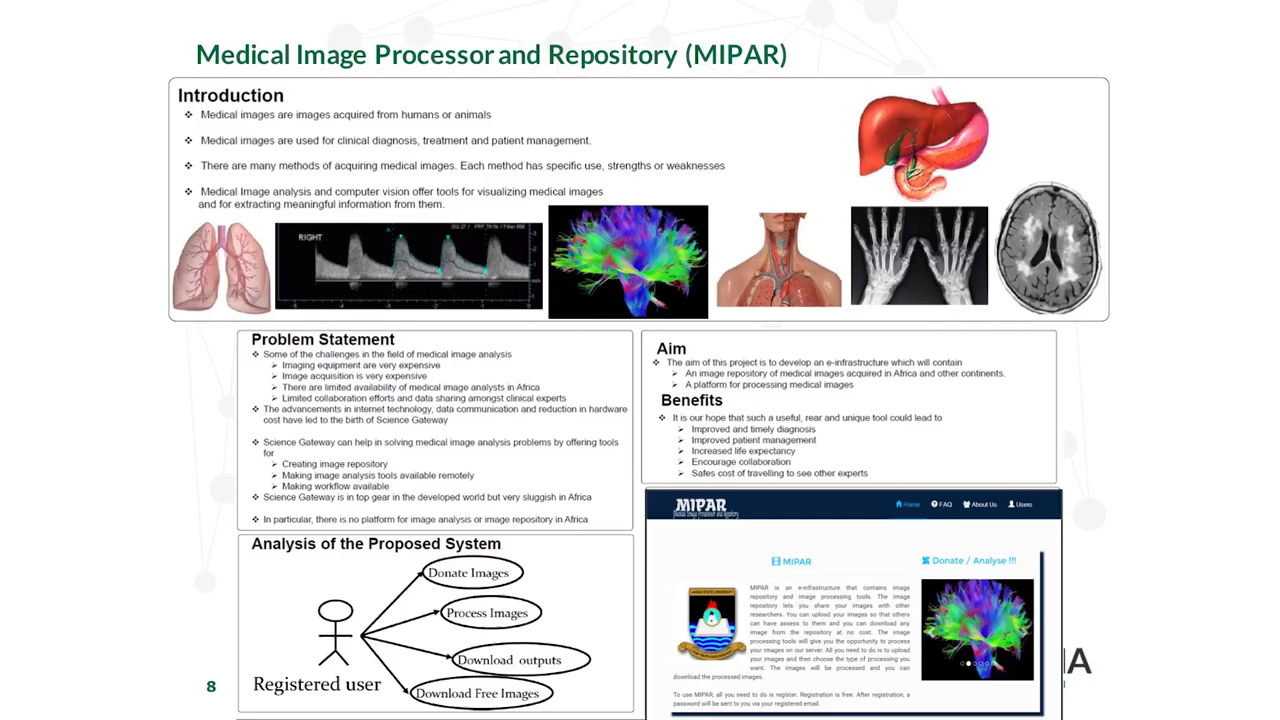 Medical Image Processor and Repository (MIPAR)
Introduction
❖ Medical images are images acquired from humans or animals
❖ Medical images are used for clinical diagnosis, treatment and patient management.
❖ There are many methods of acquiring medical images. Each method has specific use, strengths or weaknesses
❖ Medical Image analysis and computer vision offer tools for visualizing medical images
and for extracting meaningful information from them.
RIGHT
Problem Statement
❖ Some of the challenges in the field of medical image analysis
➢ Imaging equipment are very expensive
➢ Image acquisition is very expensive
➢ There are limited availability of medical image analysts in Africa
➢ Limited collaboration efforts and data sharing amongst clinical experts
❖ The advancements in internet technology, data communication and reduction in hardware
cost have led to the birth of Science Gateway
❖ Science Gateway can help in solving medical image analysis problems by offering tools
for
➢ Creating image repository
➢ Making image analysis tools available remotely
➢ Making workflow available
❖ Science Gateway is in top gear in the developed world but very sluggish in Africa
❖ In particular, there is no platform for image analysis or image repository in Africa
Aim
❖ The aim of this project is to develop an e-infrastructure which will contain
➢ An image repository of medical images acquired in Africa and other continents.
➢ A platform for processing medical images
Benefits
❖ It is our hope that such a useful, rear and unique tool could lead to
➢ Improved and timely diagnosis
➢ Improved patient management
➢ Increased life expectancy
➢ Encourage collaboration
➢ Safes cost of travelling to see other experts
Analysis of the Proposed System
Donate Images
Process Images
Download outputs
Download Free Images
Registered user
MIPAR
Medical Image Processor and Repository
Home FAQ About Us Users
MIPAR
Donate / Analyse !!!
MIPAR is an e-infrastructure that contains image
repository and image processing tools. The image
repository lets you share your images with other
researchers. You can upload your images so that others
can have access to them and you can download any
image from the repository at no cost. The image
processing tools will give you the opportunity to process
your images on our server. All you need to do is to upload
your images and then choose the type of processing you
want. The images will be processed and you can
download the processed images.
To use MIPAR, all you need to do is register. Registration is free. After registration, a
password will be sent to you via your registered email.
LAGOS STATE UNIVERSITY
8